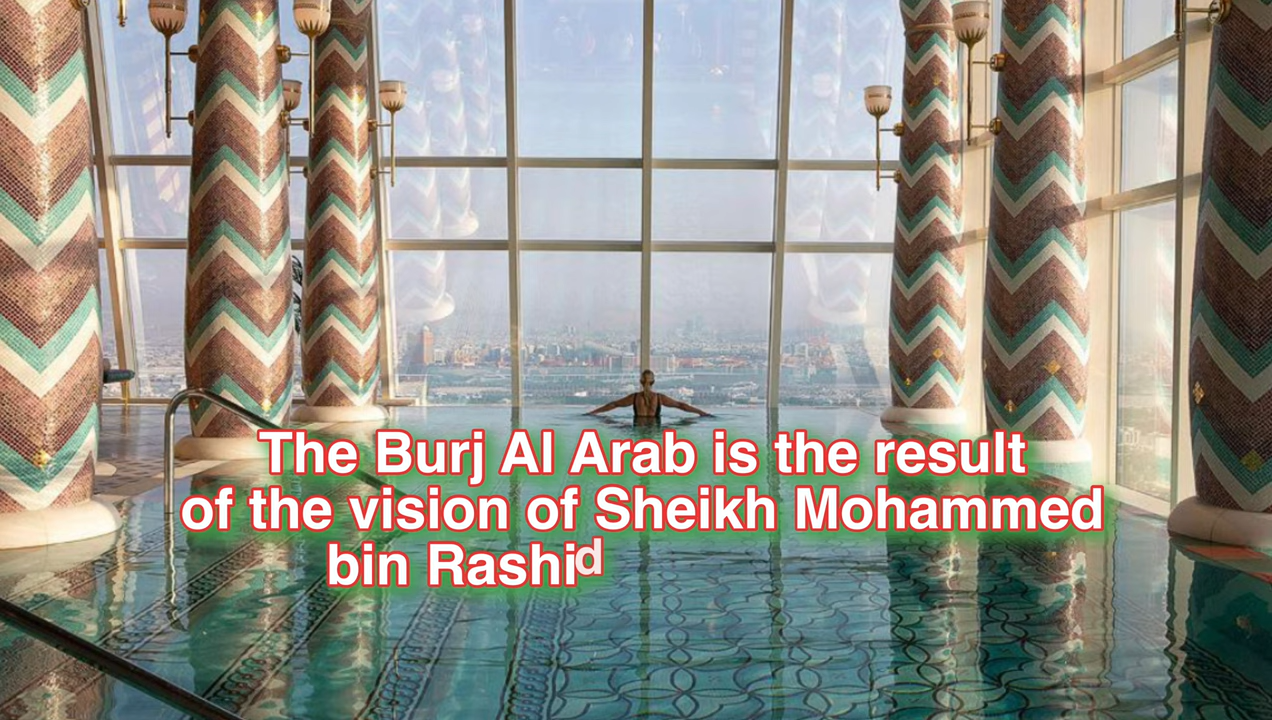 The Burj Al Arab is the result
of the vision of Sheikh Mohammed
bin Rashid